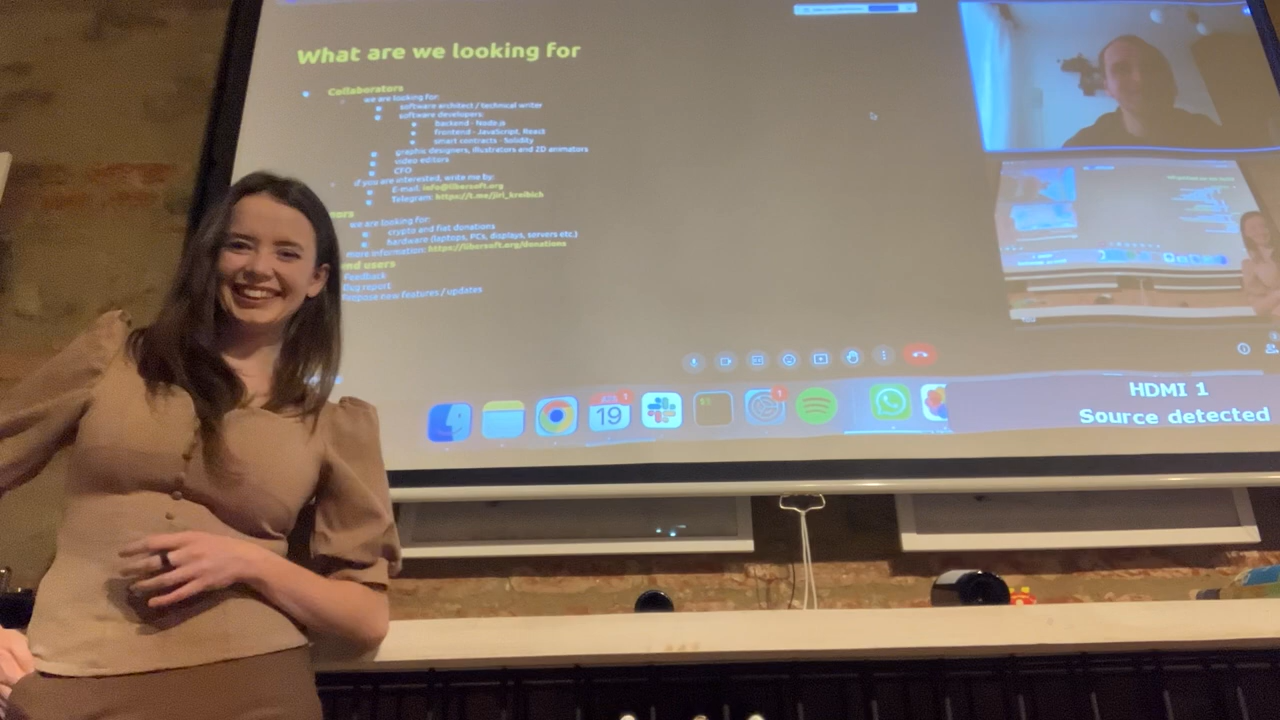 What are we looking for
Collaborators
we are looking for:
software architect / technical writer
software developers:
backend - Node.js
frontend - JavaScript, React
smart contracts - Solidity
graphic designers, illustrators and 2D animators
video editors
CFO
if you are interested, write me by:
E-mail: info@libersoft.org
Telegram: https://t.me/jiri_kreibich
we are looking for:
crypto and fiat donations
hardware (laptops, PCs, displays, servers etc.)
more information: https://libersoft.org/donations
end users
Feedback
Bug report
Propose new features / updates
19
1
1
HDMI 1
Source detected